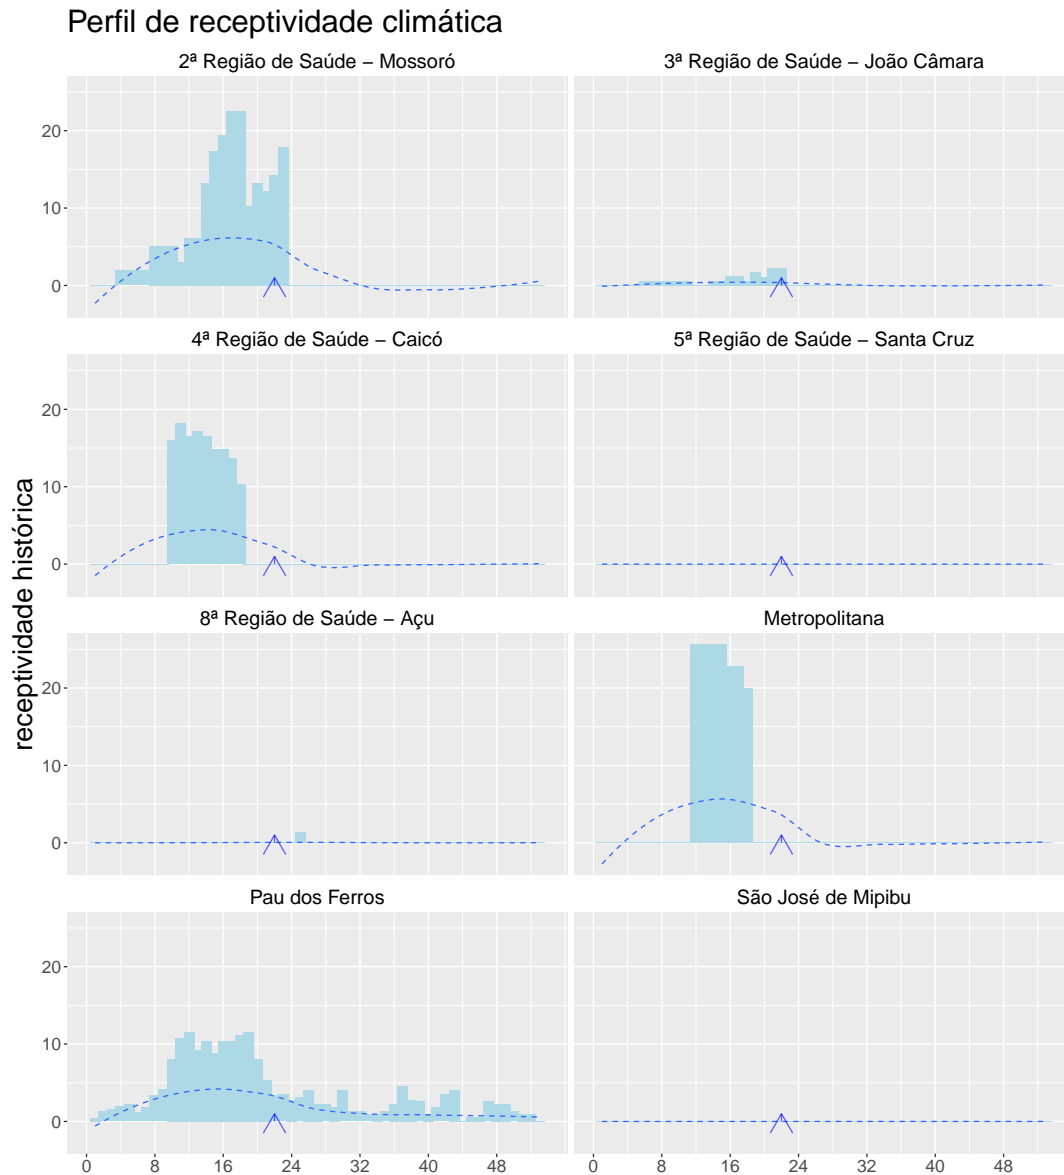 Perfil de receptividade climática
2ª Região de Saúde − Mossoró
3ª Região de Saúde − João Câmara
20
10
0
4ª Região de Saúde − Caicó
5ª Região de Saúde − Santa Cruz
20
10
0
receptividade histórica
8ª Região de Saúde − Açu
Metropolitana
20
10
0
Pau dos Ferros
São José de Mipibu
20
10
0
0 8 16 24 32 40 48 0 8 16 24 32 40 48